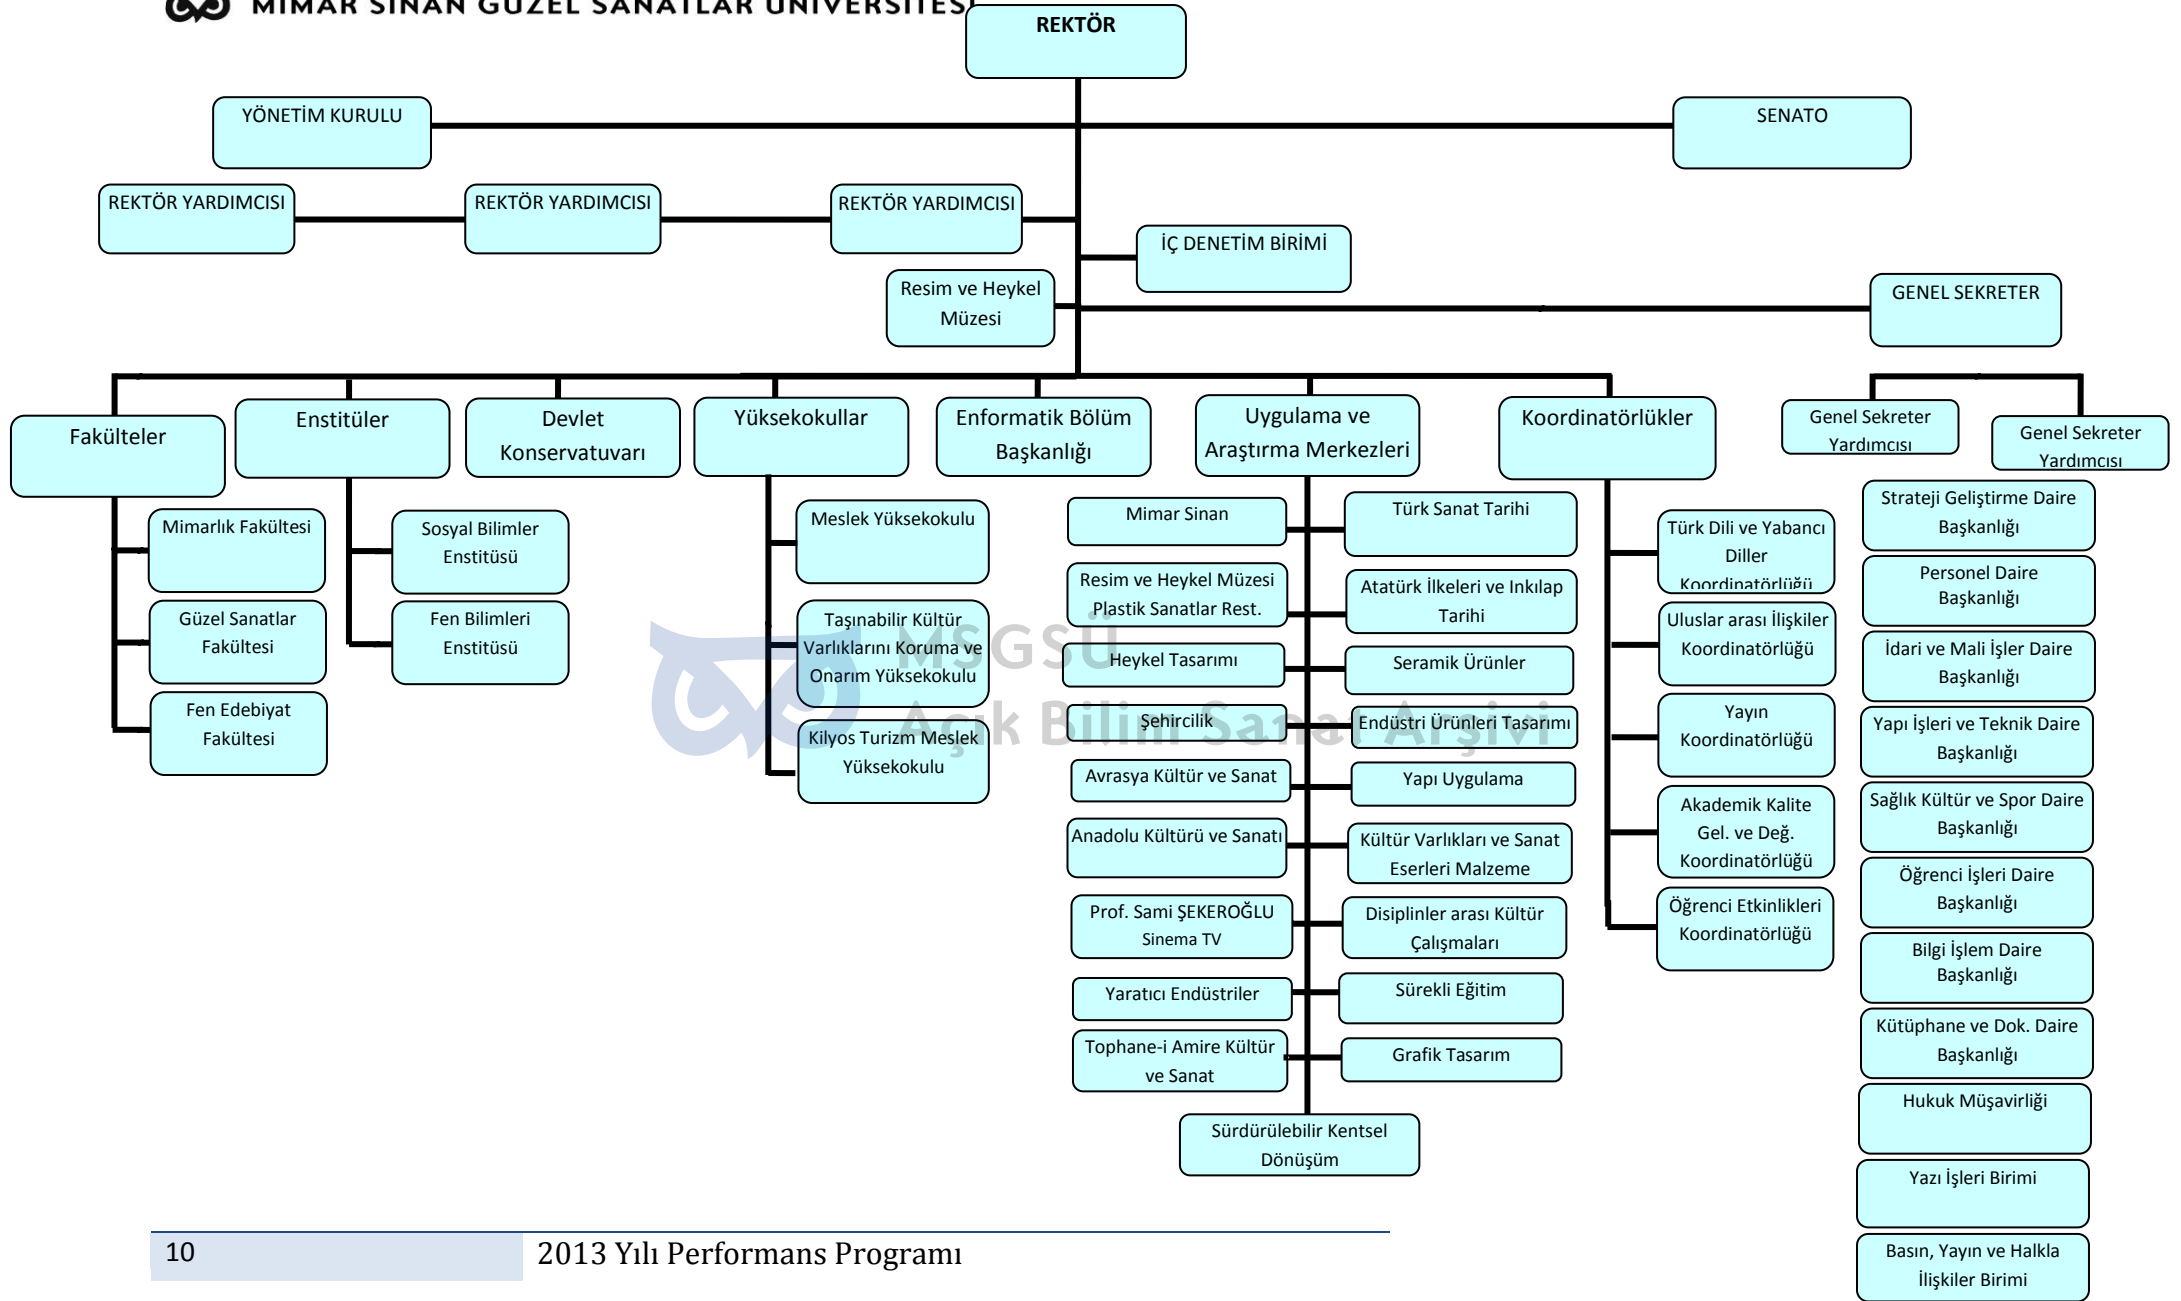 MİMAR SİNAN GÜZEL SANATLAR ÜNİVERSİTESİ
REKTÖR
YÖNETİM KURULU
SENATO
REKTÖR YARDIMCISI
REKTÖR YARDIMCISI
REKTÖR YARDIMCISI
İÇ DENETİM BİRİMİ
Resim ve Heykel
Müzesi
GENEL SEKRETER
Fakülteler
Enstitüler
Devlet
Konservatuvarı
Yüksekokullar
Enformatik Bölüm
Başkanlığı
Uygulama ve
Araştırma Merkezleri
Koordinatörlükler
Genel Sekreter
Yardımcısı
Genel Sekreter
Yardımcısı
Mimarlık Fakültesi
Güzel Sanatlar
Fakültesi
Fen Edebiyat
Fakültesi
Sosyal Bilimler
Enstitüsü
Fen Bilimleri
Enstitüsü
Meslek Yüksekokulu
Taşınabilir Kültür
Varlıklarını Koruma ve
Onarım Yüksekokulu
Kilyos Turizm Meslek
Yüksekokulu
Mimar Sinan
Türk Sanat Tarihi
Resim ve Heykel Müzesi
Plastik Sanatlar Rest.
Atatürk İlkeleri ve Inkılap
Tarihi
Heykel Tasarımı
Seramik Ürünler
Şehircilik
Endüstri Ürünleri Tasarımı
Avrasya Kültür ve Sanat
Yapı Uygulama
Anadolu Kültürü ve Sanatı
Kültür Varlıkları ve Sanat
Eserleri Malzeme
Prof. Sami ŞEKEROĞLU
Sinema TV
Disiplinler arası Kültür
Çalışmaları
Yaratıcı Endüstriler
Sürekli Eğitim
Tophane-i Amire Kültür
ve Sanat
Grafik Tasarım
Sürdürülebilir Kentsel
Dönüşüm
Türk Dili ve Yabancı
Diller
Koordinatörlüğü
Uluslar arası İlişkiler
Koordinatörlüğü
Yayın
Koordinatörlüğü
Akademik Kalite
Gel. ve Değ.
Koordinatörlüğü
Öğrenci Etkinlikleri
Koordinatörlüğü
Strateji Geliştirme Daire
Başkanlığı
Personel Daire
Başkanlığı
İdari ve Mali İşler Daire
Başkanlığı
Yapı İşleri ve Teknik Daire
Başkanlığı
Sağlık Kültür ve Spor Daire
Başkanlığı
Öğrenci İşleri Daire
Başkanlığı
Bilgi İşlem Daire
Başkanlığı
Kütüphane ve Dok. Daire
Başkanlığı
Hukuk Müşavirliği
Yazı İşleri Birimi
Basın, Yayın ve Halkla
İlişkiler Birimi
MSGSÜ
Açık Bilim Sanat Arşivi
10
2013 Yılı Performans Programı